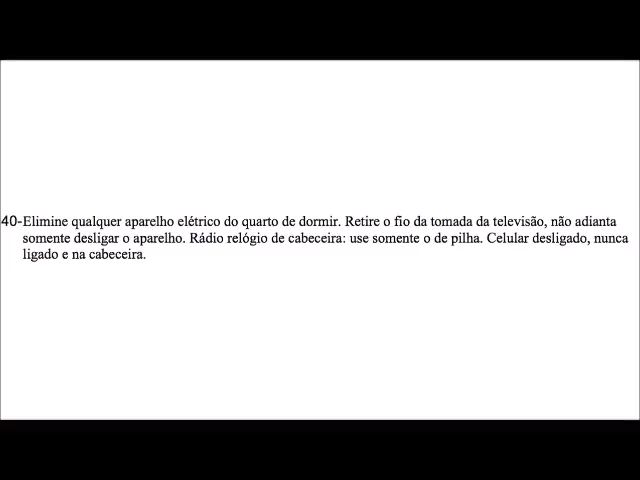 40-Elimine qualquer aparelho elétrico do quarto de dormir. Retire o fio da tomada da televisão, não adianta
somente desligar o aparelho. Rádio relógio de cabeceira: use somente o de pilha. Celular desligado, nunca
ligado e na cabeceira.